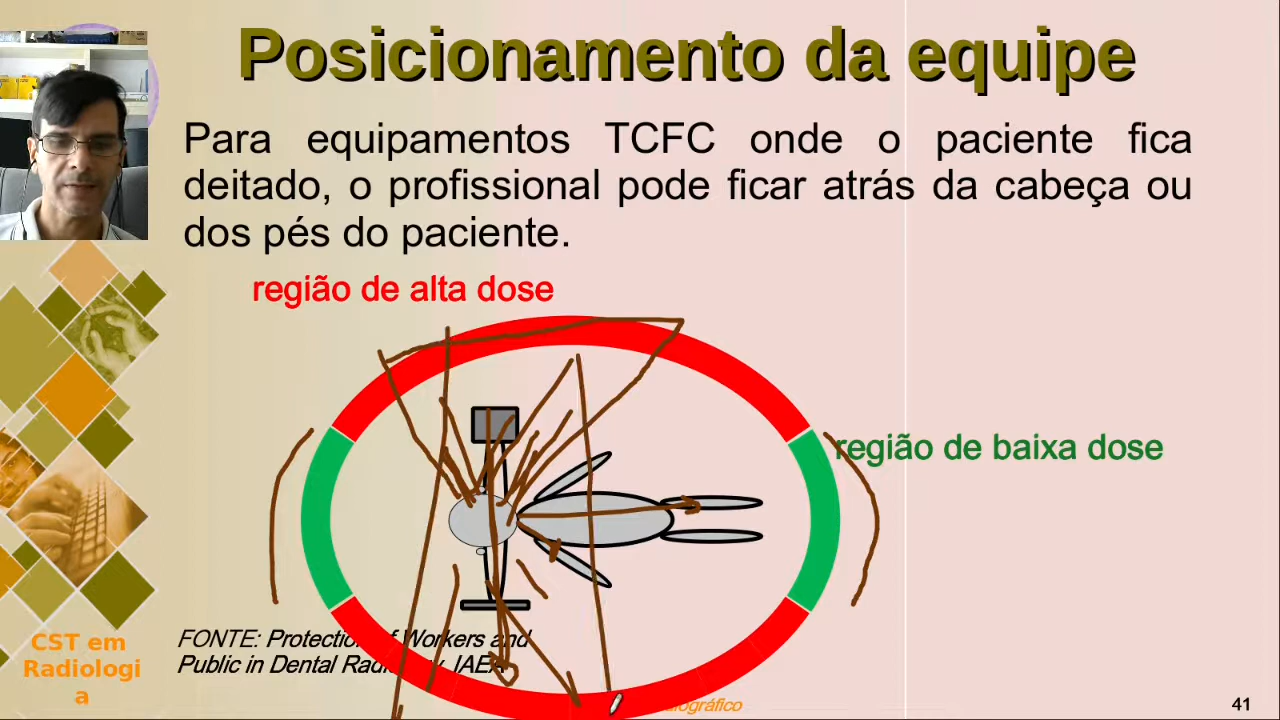 Posicionamento da equipe
Para equipamentos TCFC onde o paciente fica
deitado, o profissional pode ficar atrás da cabeça ou
dos pés do paciente.
região de alta dose
região de baixa dose
FONTE: Protection of Workers and
Public in Dental IAEA
CST em
Radiologi
a
41